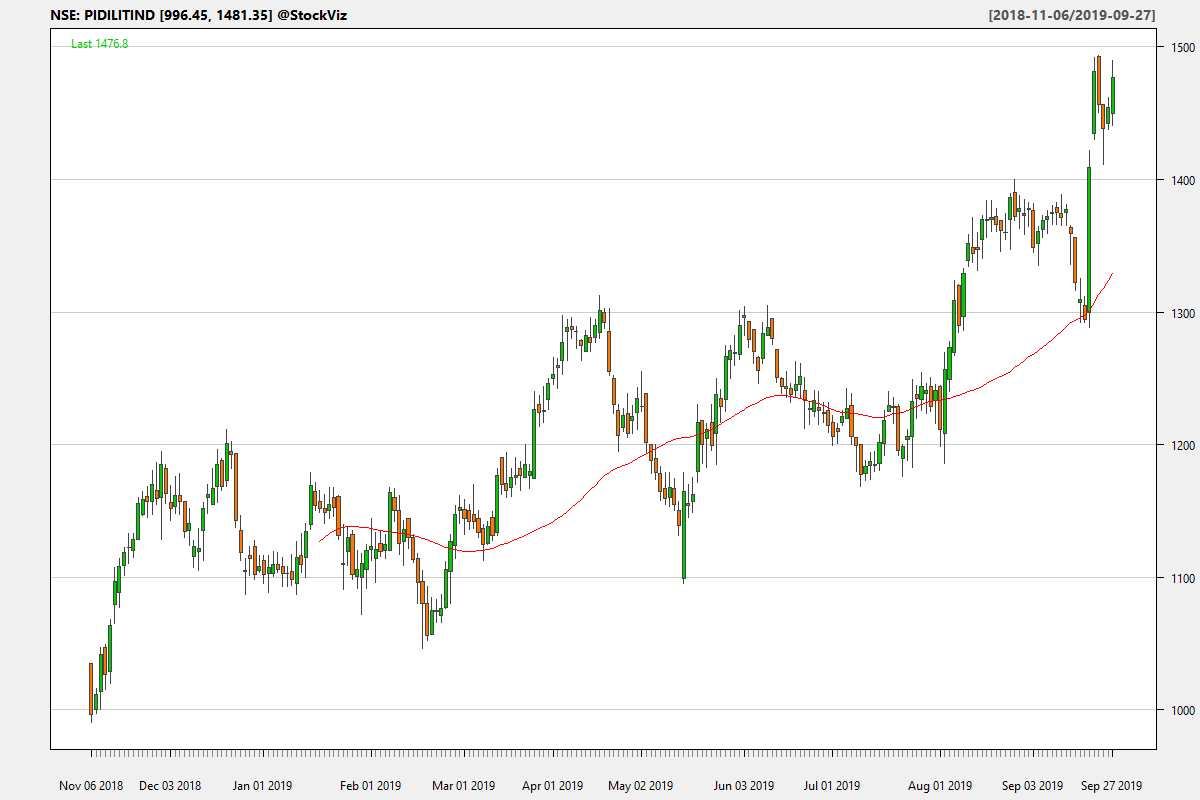 NSE: PIDILITIND [996.45, 1481.35] @StockViz [2018-11-06/2019-09-27]
Last 1476.8
1500
1400
1300
1200
1100
1000
Nov 06 2018 Dec 03 2018 Jan 01 2019 Feb 01 2019 Mar 01 2019 Apr 01 2019 May 02 2019 Jun 03 2019 Jul 01 2019 Aug 01 2019 Sep 03 2019 Sep 27 2019